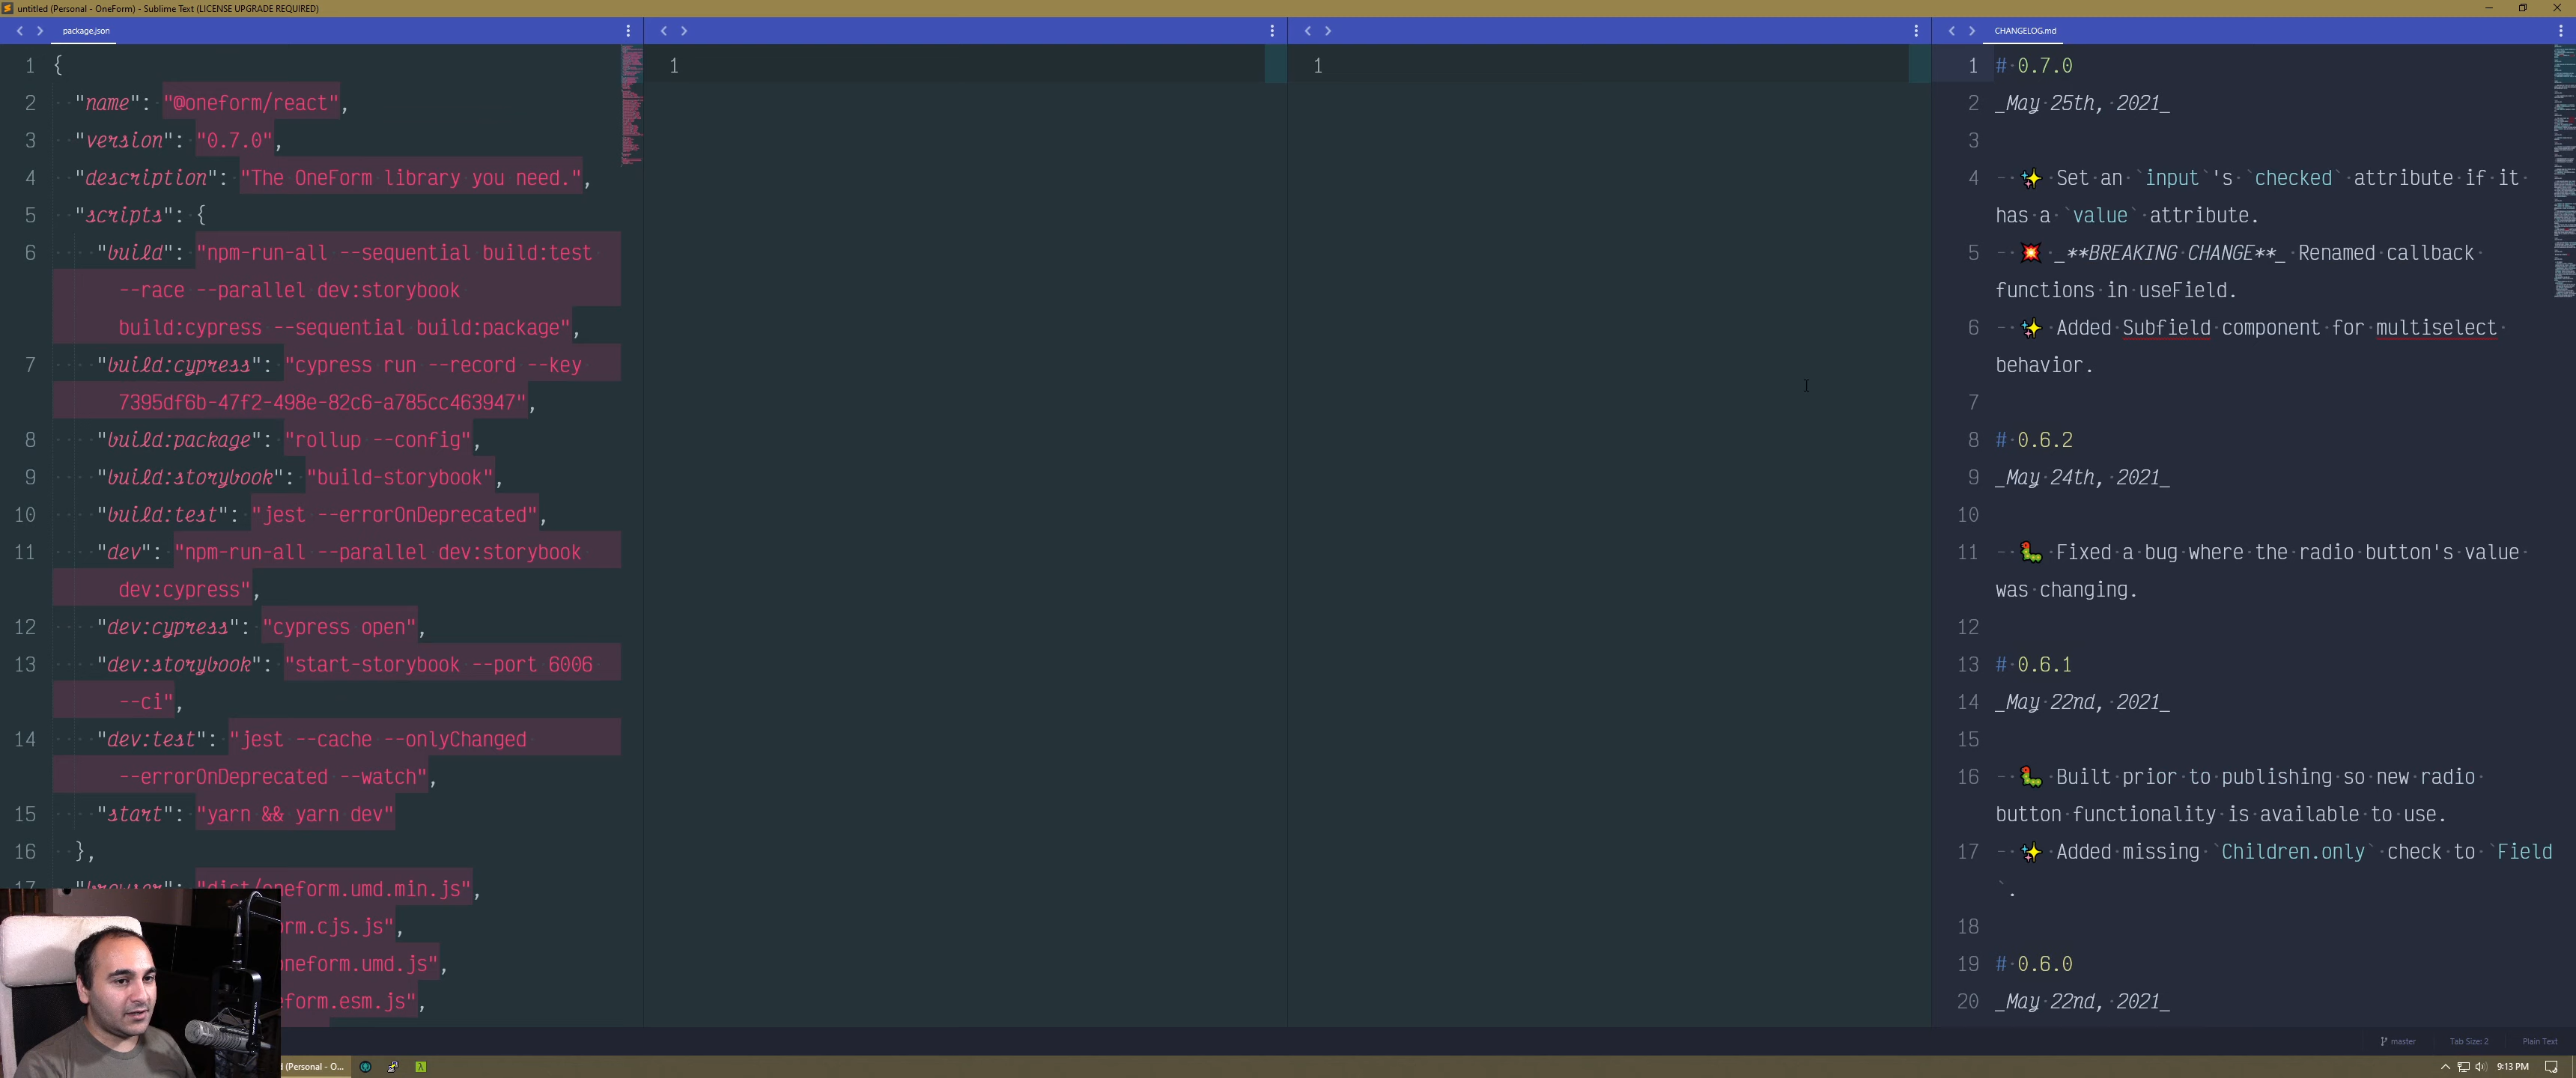 untitled (Personal - OneForm) - Sublime Text (LICENSE UPGRADE REQUIRED)
package.json
1 {
2 "name": "@oneform/react",
3 "version": "0.7.0",
4 "description": "The OneForm library you need.",
5 "scripts": {
6 "build": "npm-run-all --sequential build:test
--race --parallel dev:storybook
build:cypress --sequential build:package",
7 "build:cypress": "cypress run --record --key
7395df6b-47f2-498e-82c6-a785cc463947",
8 "build:package": "rollup --config",
9 "build:storybook": "build-storybook",
10 "build:test": "jest --errorOnDeprecated",
11 "dev": "npm-run-all --parallel dev:storybook
dev:cypress",
12 "dev:cypress": "cypress open",
13 "dev:storybook": "start-storybook --port 6006
--ci",
14 "dev:test": "jest --cache --onlyChanged
--errorOnDeprecated --watch",
15 "start": "yarn && yarn dev"
16 },
17 "browser": "dist/oneform.umd.min.js",
rm.cjs.js",
neform.umd.js",
eform.esm.js",
1
1
CHANGELOG.md
1 # 0.7.0
2 _May 25th, 2021_
3
4 - ✨ Set an `input`'s `checked` attribute if it
has a `value` attribute.
5 - 💥 _**BREAKING CHANGE**_ Renamed callback
functions in useField.
6 - ✨ Added Subfield component for multiselect
behavior.
7
8 # 0.6.2
9 _May 24th, 2021_
10
11 - 🐛 Fixed a bug where the radio button's value
was changing.
12
13 # 0.6.1
14 _May 22nd, 2021_
15
16 - 🐛 Built prior to publishing so new radio
button functionality is available to use.
17 - ✨ Added missing `Children.only` check to `Field
`.
18
19 # 0.6.0
20 _May 22nd, 2021_
master
Tab Size: 2
Plain Text
(Personal - O...
9:13 PM